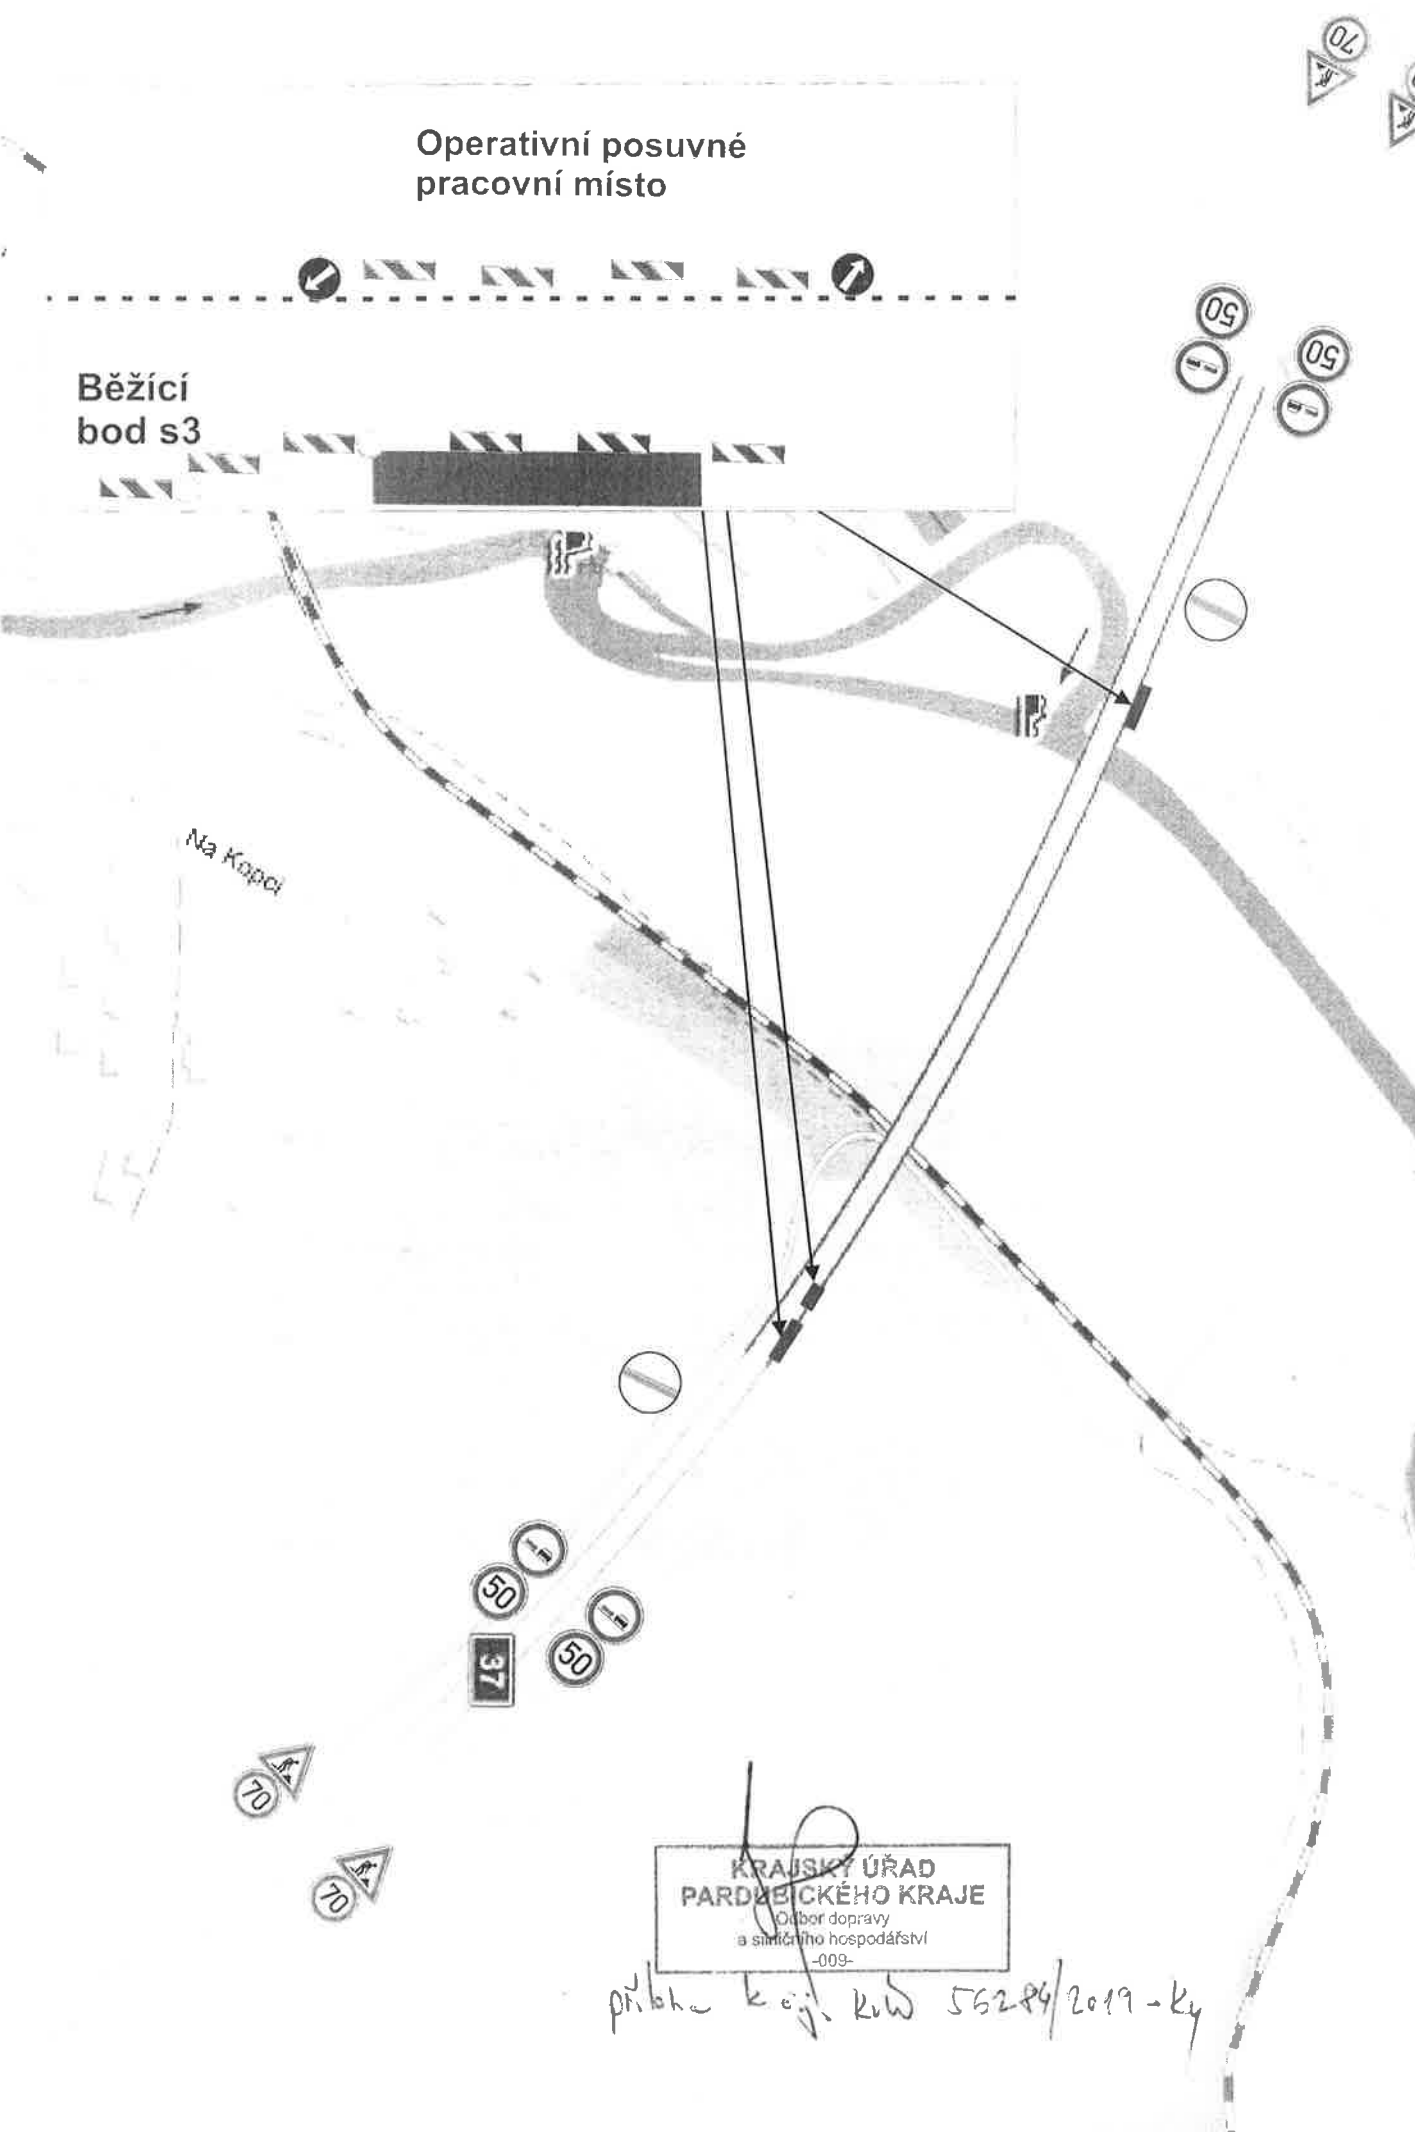 70
Operativní posuvné
pracovní místo
50
50
Běžící
bod s3
Na Kopci
50
50
37
70
70
KRAJSKÝ ÚŘAD
PARDUBICKÉHO KRAJE
Odbor dopravy
a silničního hospodářství
-009-
příloha k čj. 56284/2019-Ky